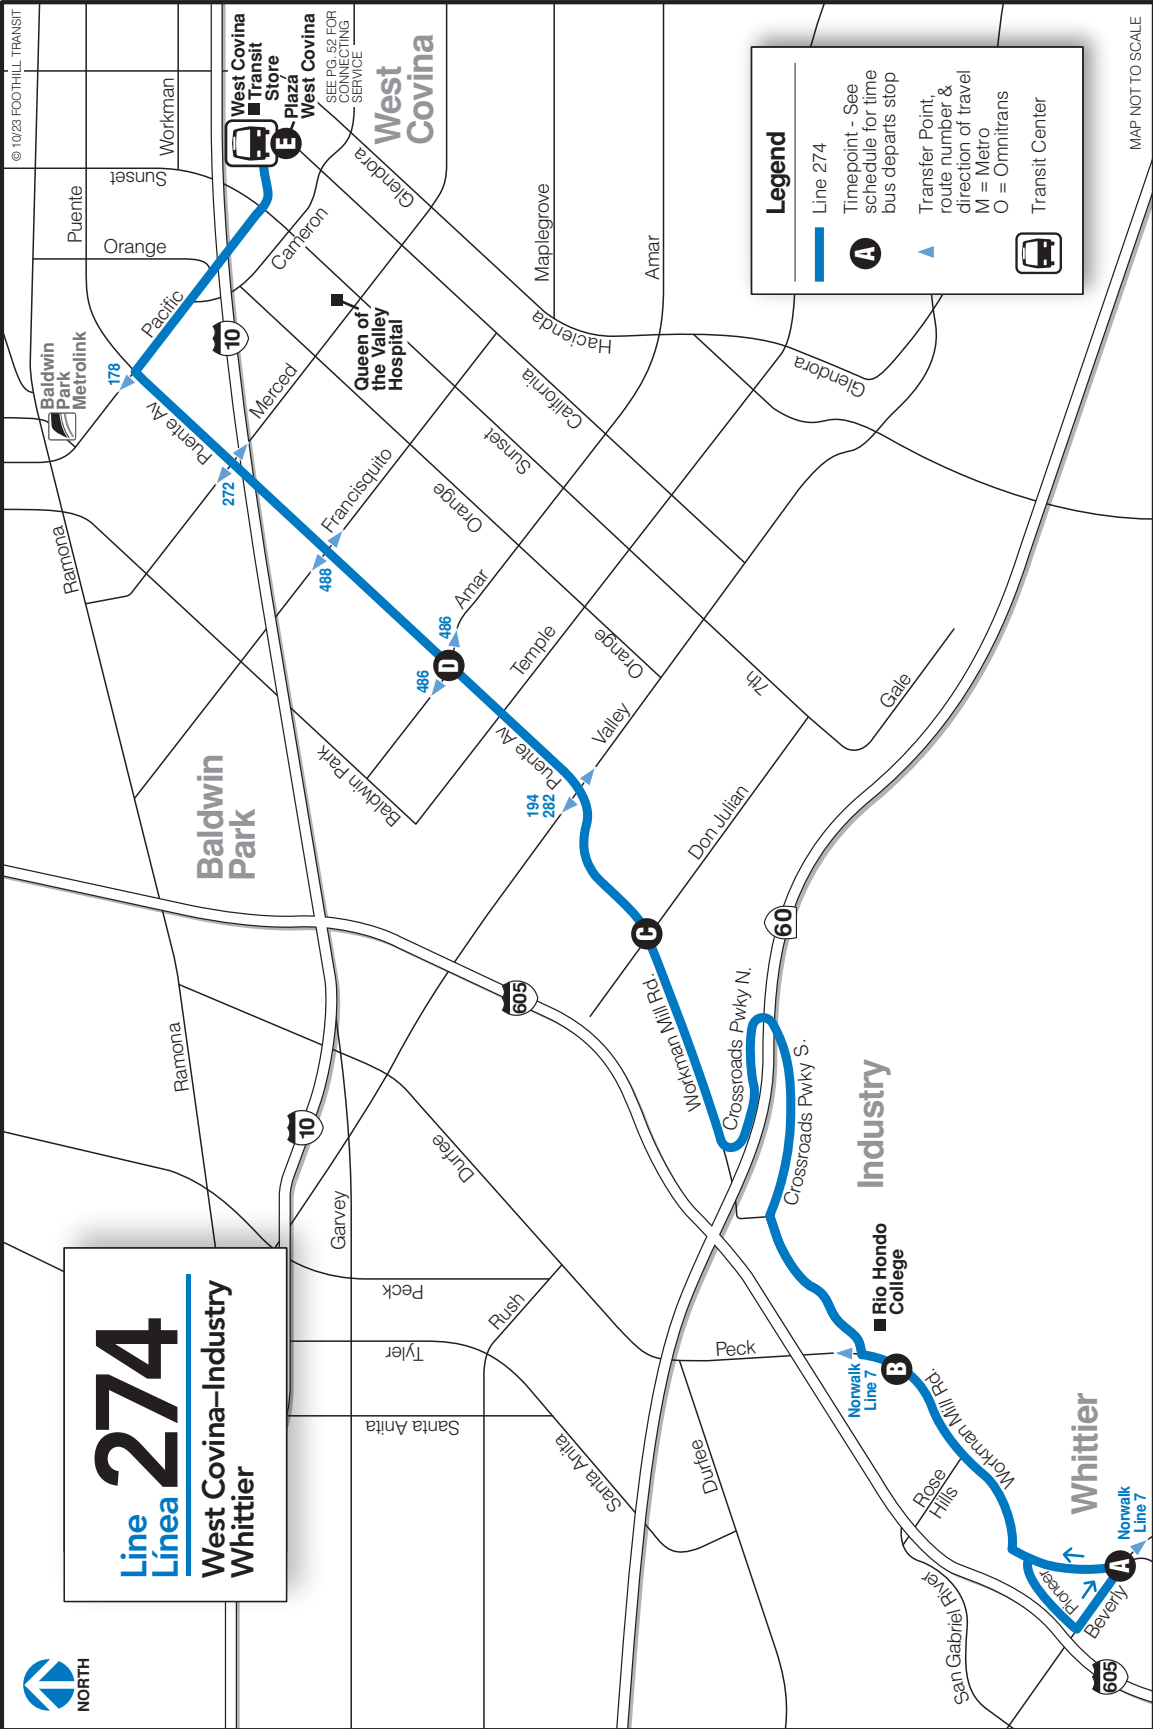 © 10/23 FOOTHILL TRANSIT
NORTH
Line
Línea
274
West Covina–Industry
Whittier
West Covina
Transit
Store
Plaza
West Covina
SEE PG. 52 FOR
CONNECTING
SERVICE
E
West
Covina
Workman
Sunset
Puente
Orange
Pacific
Cameron
Glendora
10
Baldwin
Park
Metrolink
178
Puente Av
Merced
272
Queen of
the Valley
Hospital
Maplegrove
Amar
Hacienda
Glendora
California
Sunset
Orange
Francisquito
488
Ramona
Amar
486
486
D
Temple
Orange
Puente Av
Valley
194
282
7th
Gale
Don Julian
Baldwin Park
Baldwin
Park
C
60
605
Workman Mill Rd.
Crossroads Pwky N.
Crossroads Pwky S.
Industry
Ramona
10
Garvey
Durfee
Peck
Tyler
Rush
Santa Anita
Santa Anita
Peck
Durfee
Rio Hondo
College
Norwalk
Line 7
B
Workman Mill Rd.
Rose
Hills
Whittier
San Gabriel River
Pioneer
Beverly
A
Norwalk
Line 7
605
Legend
Line 274
A
Timepoint - See
schedule for time
bus departs stop
Transfer Point,
route number &
direction of travel
M = Metro
O = Omnitrans
Transit Center
MAP NOT TO SCALE